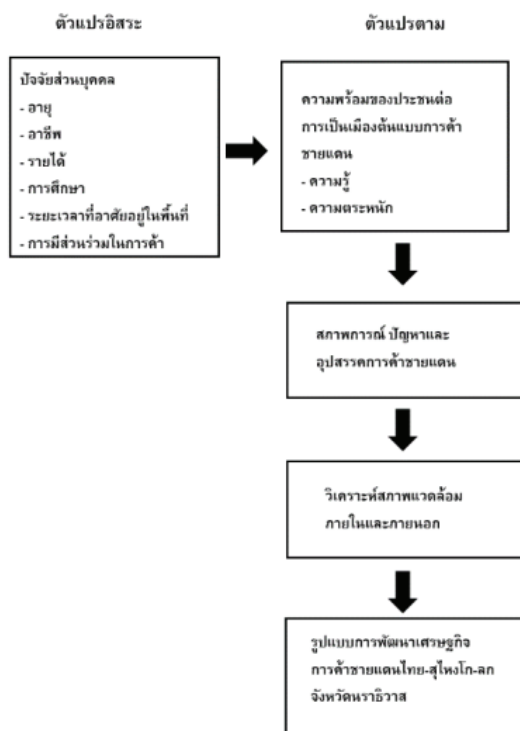 ตัวแปรอิสระ
ตัวแปรตาม
ปัจจัยส่วนบุคคล
- อายุ
- อาชีพ
- รายได้
- การศึกษา
- ระยะเวลาที่อาศัยอยู่ในพื้นที่
- การมีส่วนร่วมในการค้า
ความพร้อมของประชนต่อ
การเป็นเมืองต้นแบบการค้า
ชายแดน
- ความรู้
- ความตระหนัก
สภาพการณ์ ปัญหาและ
อุปสรรคการค้าชายแดน
วิเคราะห์สภาพแวดล้อม
ภายในและภายนอก
รูปแบบการพัฒนาเศรษฐกิจ
การค้าชายแดนไทย-สุไหงโก-ลก
จังหวัดนราธิวาส